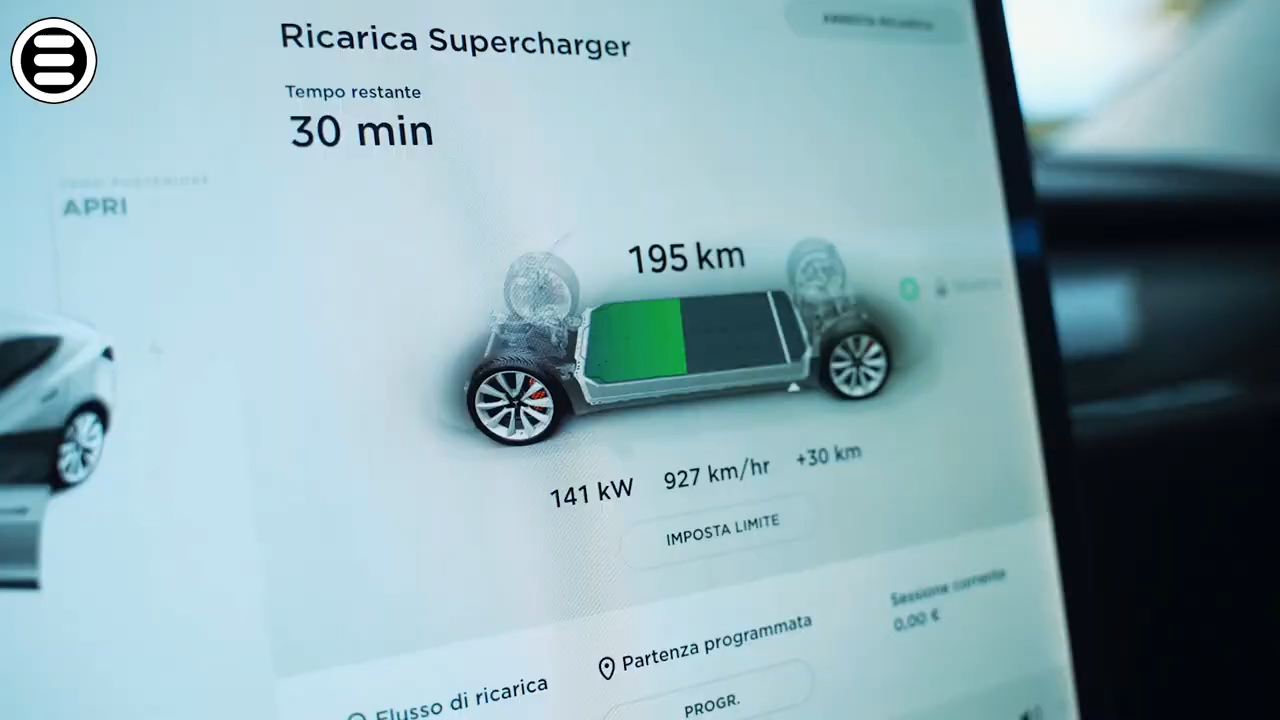 Ricarica Supercharger
Tempo restante
30 min
APRI
195 km
141 kW 927 km/hr +30 km
IMPOSTA LIMITE
Sessione corrente
0,00 €
Partenza programmata
Flusso di ricarica
PROGR.